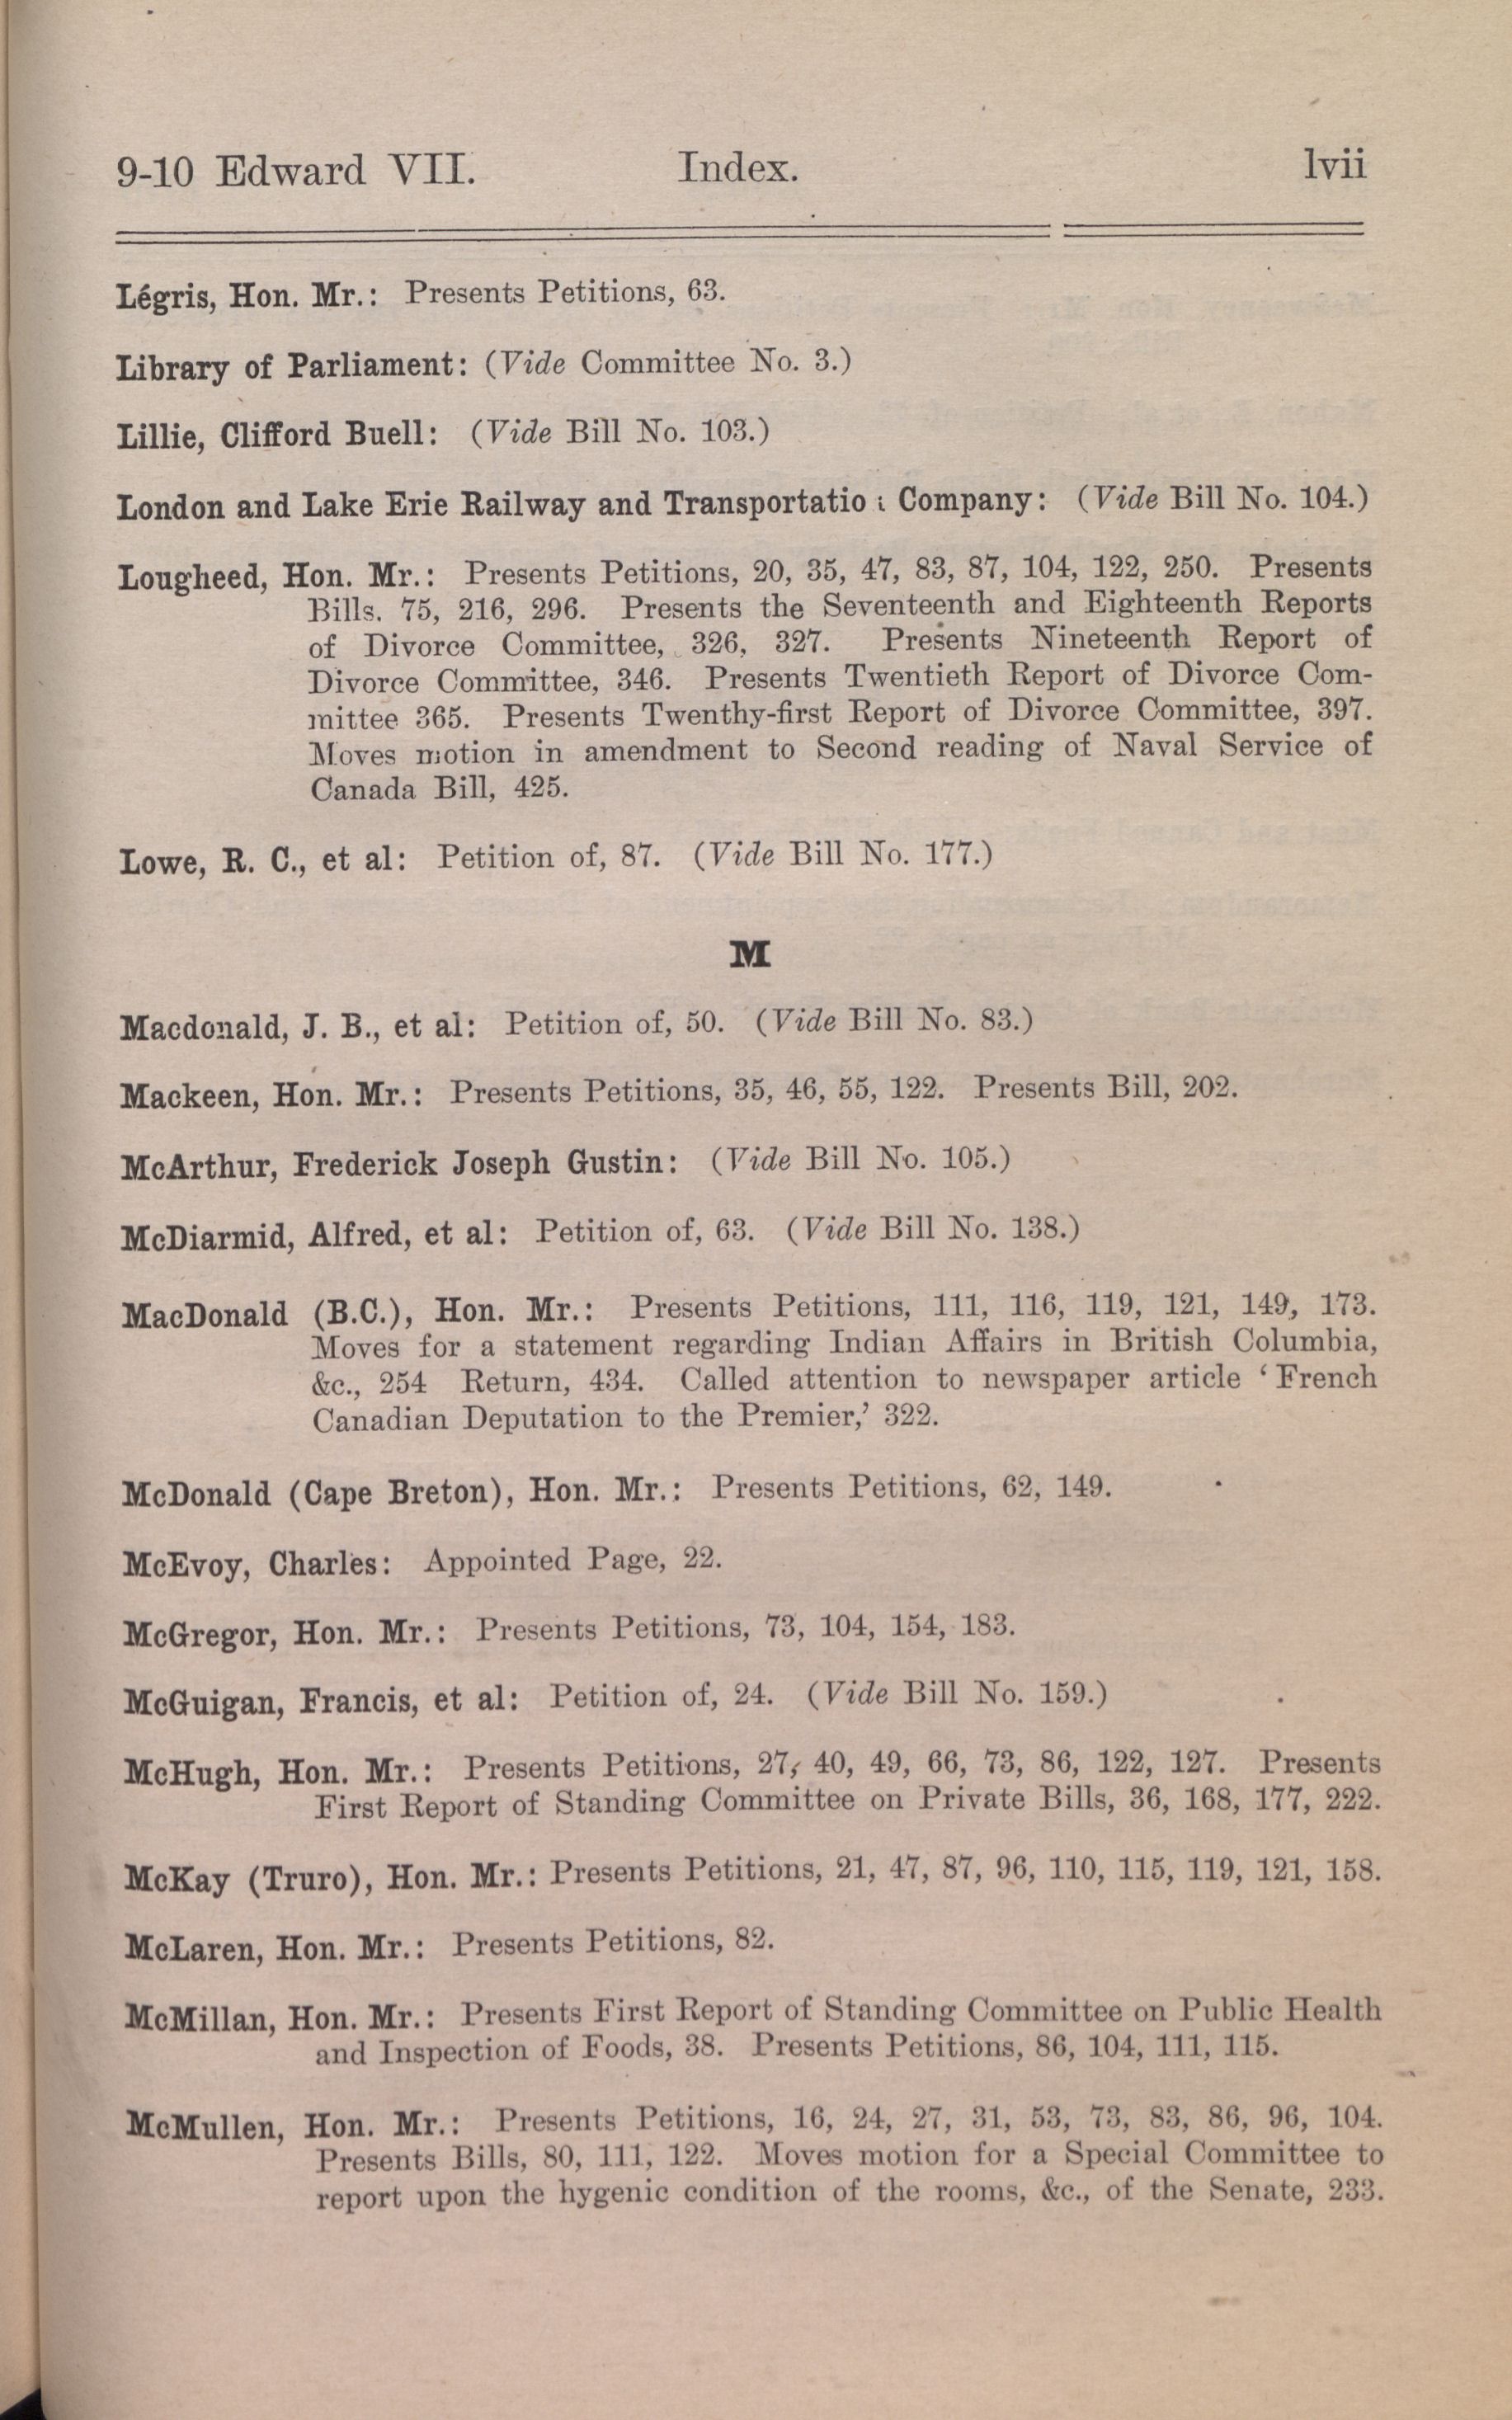 9-10 Edward VII. Index. lvii
Légris, Hon. Mr.: Presents Petitions, 63.
Library of Parliament: (Vide Committee No. 3.)
Lillie, Clifford Buell: (Vide Bill No. 103.)
London and Lake Erie Railway and Transportatio : Company: (Vide Bill No. 104.)
Lougheed, Hon. Mr.: Presents Petitions, 20, 35, 47, 83, 87, 104, 122, 250. Presents
Bills. 75, 216, 296. Presents the Seventeenth and Eighteenth Reports
of Divorce Committee, 326, 327. Presents Nineteenth Report of
Divorce Committee, 346. Presents Twentieth Report of Divorce Com-
mittee 365. Presents Twenthy-first Report of Divorce Committee, 397.
Moves motion in amendment to Second reading of Naval Service of
Canada Bill, 425.
Lowe, R. C., et al: Petition of, 87. (Vide Bill No. 177.)
M
Macdonald, J. B., et al: Petition of, 50. (Vide Bill No. 83.)
Mackeen, Hon. Mr.: Presents Petitions, 35, 46, 55, 122. Presents Bill, 202.
McArthur, Frederick Joseph Gustin: (Vide Bill No. 105.)
McDiarmid, Alfred, et al: Petition of, 63. (Vide Bill No. 138.)
MacDonald (B.C.), Hon. Mr.: Presents Petitions, 111, 116, 119, 121, 149, 173.
Moves for a statement regarding Indian Affairs in British Columbia,
&c., 254 Return, 434. Called attention to newspaper article ‘French
Canadian Deputation to the Premier,’ 322.
McDonald (Cape Breton), Hon. Mr.: Presents Petitions, 62, 149.
McEvoy, Charles: Appointed Page, 22.
McGregor, Hon. Mr.: Presents Petitions, 73, 104, 154, 183.
McGuigan, Francis, et al: Petition of, 24. (Vide Bill No. 159.)
McHugh, Hon. Mr.: Presents Petitions, 27, 40, 49, 66, 73, 86, 122, 127. Presents
First Report of Standing Committee on Private Bills, 36, 168, 177, 222.
McKay (Truro), Hon. Mr.: Presents Petitions, 21, 47, 87, 96, 110, 115, 119, 121, 158.
McLaren, Hon. Mr.: Presents Petitions, 82.
McMillan, Hon. Mr.: Presents First Report of Standing Committee on Public Health
and Inspection of Foods, 38. Presents Petitions, 86, 104, 111, 115.
McMullen, Hon. Mr.: Presents Petitions, 16, 24, 27, 31, 53, 73, 83, 86, 96, 104.
Presents Bills, 80, 111, 122. Moves motion for a Special Committee to
report upon the hygenic condition of the rooms, &c., of the Senate, 233.